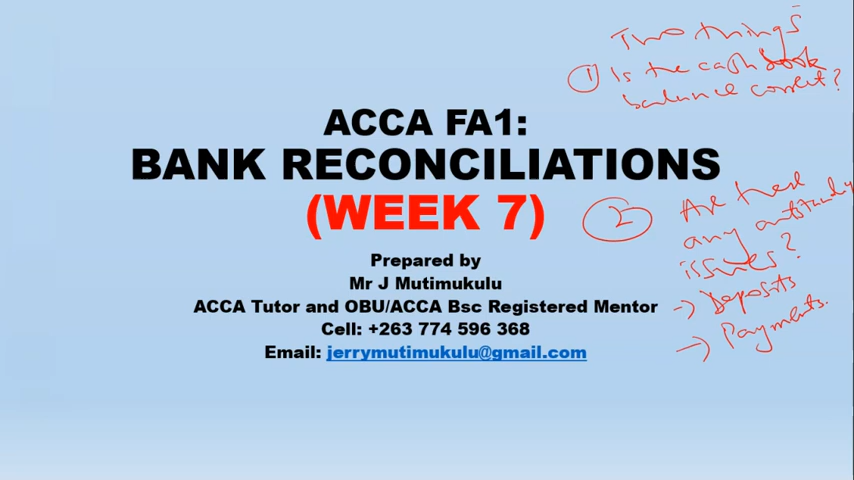 ACCA FA1:
BANK RECONCILIATIONS
(WEEK 7)
Prepared by
Mr J Mutimukulu
ACCA Tutor and OBU/ACCA Bsc Registered Mentor
Cell: +263 774 596 368
Email: jerrymutimukulu@gmail.com
Two things
① Is the cash book
balance correct?
② Are there
any outstanding
issues?
-> Deposits
-> Payments.